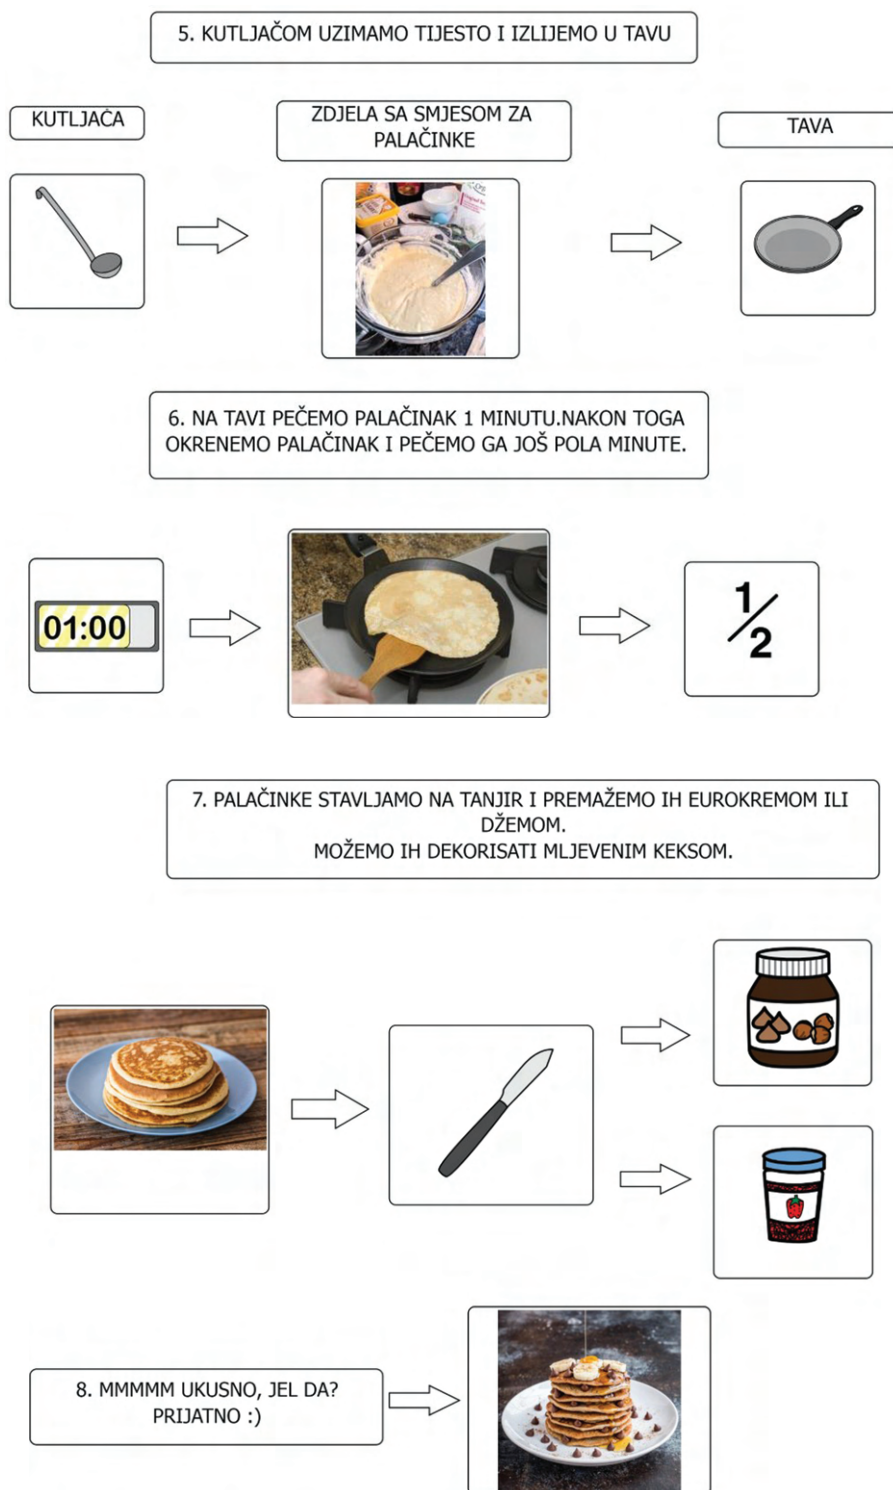 5. KUTLJAČOM UZIMAMO TIJESTO I IZLIJEMO U TAVU
KUTLJAČA
ZDJELA SA SMJESOM ZA
PALAČINKE
TAVA
6. NA TAVI PEČEMO PALAČINAK 1 MINUTU.NAKON TOGA
OKRENEMO PALAČINAK I PEČEMO GA JOŠ POLA MINUTE.
01:00
1/2
7. PALAČINKE STAVLJAMO NA TANJIR I PREMAŽEMO IH EUROKREMOM ILI
DŽEMOM.
MOŽEMO IH DEKORISATI MLJEVENIM KEKSOM.
8. MMMMM UKUSNO, JEL DA?
PRIJATNO :)